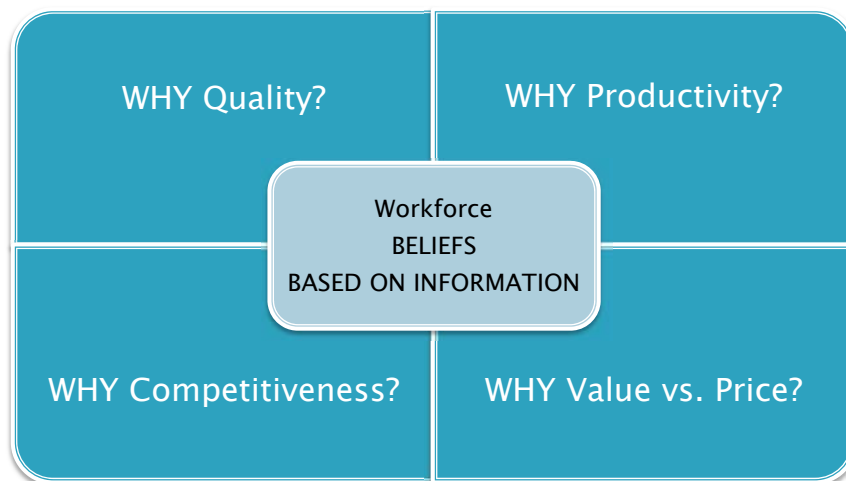 WHY Quality?
WHY Productivity?
Workforce
BELIEFS
BASED ON INFORMATION
WHY Competitiveness?
WHY Value vs. Price?